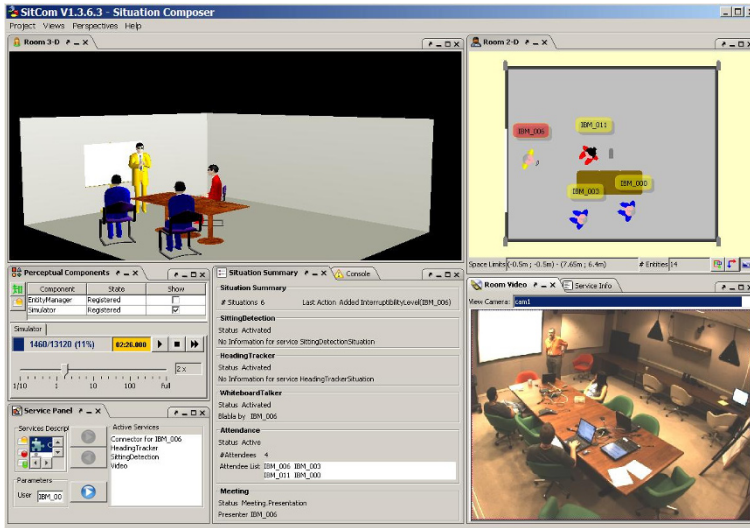 SitCom V1.3.6.3 - Situation Composer
Project Views Perspectives Help
Room 3-D
Room 2-D
IBM_006
IBM_011
IBM_003
IBM_000
Space Limits (-0.5m ; -0.5m) - (7.65m ; 6.4m) # Entities 14
Perceptual Components
Component State Show
EntityManager Registered
Simulator Registered
Simulator
1460/13120 (11%) 02:26.000
2x
1/10 1 10 100 Full
Service Panel
Services Descript
Active Services
Connector for IBM_006
HeadingTracker
SittingDetection
Video
Parameters
User IBM_00
Situation Summary Console
Situation Summary
# Situations 6 Last Action Added InterruptibilityLevel(IBM_006)
SittingDetection
Status Activated
No Information for service SittingDetectionSituation
HeadingTracker
Status Activated
No Information for service HeadingTrackerSituation
WhiteboardTalker
Status Activated
Blabla by IBM_006
Attendance
Status Active
#Attendees 4
Attendee List IBM_006 IBM_003
IBM_011 IBM_000
Meeting
Status Meeting Presentation
Presenter IBM_006
Room Video Service Info
View Camera: cam1